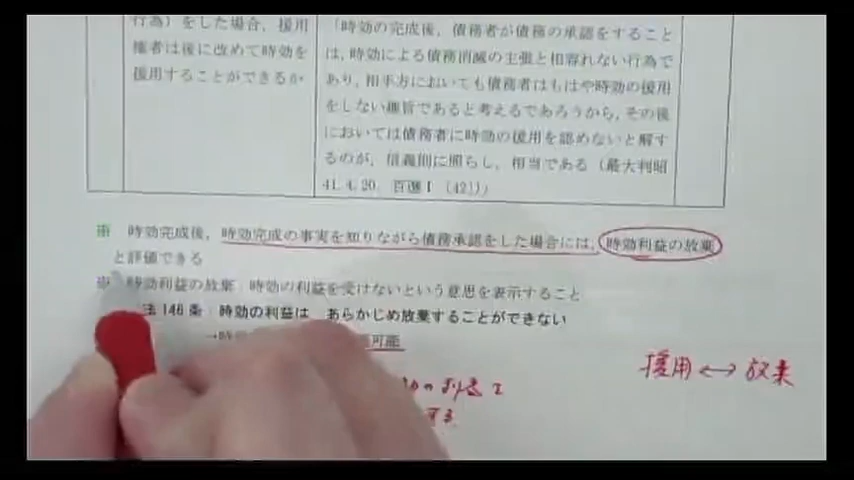 行為）をした場合、援用
権者は後に改めて時効を
援用することができるか
「時効の完成後、債務者が債務の承認をすること
は、時効による債務消滅の主張と相容れない行為で
あり、相手方においても債務者はもはや時効の援用
をしない趣旨であると考えるであろうから、その後
においては債務者に時効の援用を認めないと解す
るのが、信義則に照らし、相当である（最大判昭
41.4.20、百選Ⅰ〔42〕）」
※ 時効完成後、時効完成の事実を知りながら債務承認をした場合には、時効利益の放棄
と評価できる
※ 時効利益の放棄 時効の利益を受けないという意思を表示すること
法 146 条 時効の利益は あらかじめ放棄することができない
→時 可能
援用 ↔ 放棄